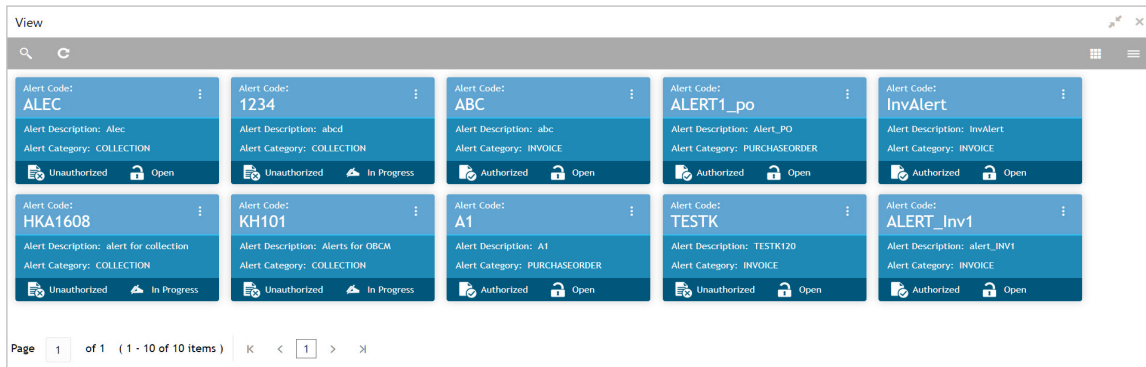 View
Alert Code:
ALEC
Alert Description: Alec
Alert Category: COLLECTION
Unauthorized Open
Alert Code:
1234
Alert Description: abcd
Alert Category: COLLECTION
Unauthorized In Progress
Alert Code:
ABC
Alert Description: abc
Alert Category: INVOICE
Authorized Open
Alert Code:
ALERT1_po
Alert Description: Alert_PO
Alert Category: PURCHASEORDER
Authorized Open
Alert Code:
InvAlert
Alert Description: InvAlert
Alert Category: INVOICE
Authorized Open
Alert Code:
HKA1608
Alert Description: alert for collection
Alert Category: COLLECTION
Unauthorized In Progress
Alert Code:
KH101
Alert Description: Alerts for OBCM
Alert Category: COLLECTION
Unauthorized In Progress
Alert Code:
A1
Alert Description: A1
Alert Category: PURCHASEORDER
Authorized Open
Alert Code:
TESTK
Alert Description: TESTK120
Alert Category: INVOICE
Unauthorized Open
Alert Code:
ALERT_Inv1
Alert Description: alert_INV1
Alert Category: INVOICE
Authorized Open
Page 1 of 1 ( 1 - 10 of 10 items ) 1